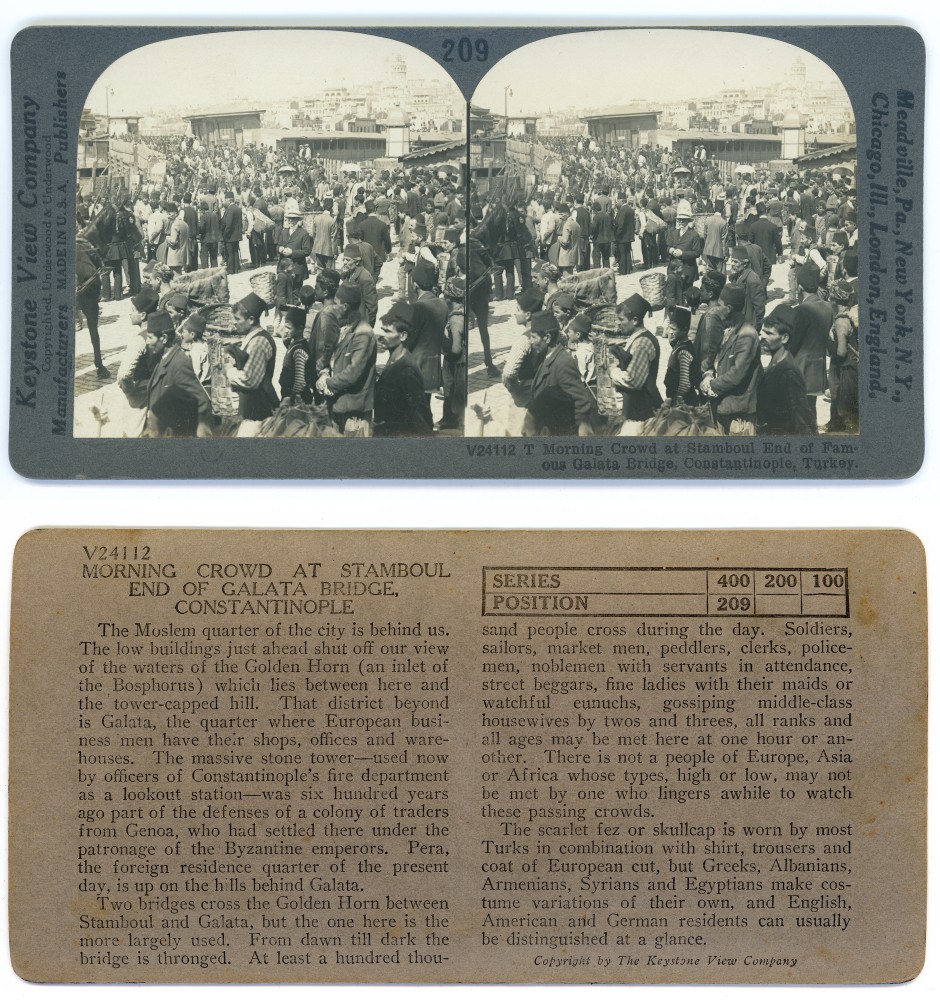 209
Keystone View Company
Copyrighted, Underwood & Underwood
Manufacturers MADE IN U.S.A. Publishers
Meadville, Pa., New York, N.Y.,
Chicago, Ill., London, England.
V24112 T Morning Crowd at Stamboul End of Fam-
ous Galata Bridge, Constantinople, Turkey.
V24112
MORNING CROWD AT STAMBOUL
END OF GALATA BRIDGE,
CONSTANTINOPLE
The Moslem quarter of the city is behind us.
The low buildings just ahead shut off our view
of the waters of the Golden Horn (an inlet of
the Bosphorus) which lies between here and
the tower-capped hill. That district beyond
is Galata, the quarter where European busi-
ness men have their shops, offices and ware-
houses. The massive stone tower—used now
by officers of Constantinople's fire department
as a lookout station—was six hundred years
ago part of the defenses of a colony of traders
from Genoa, who had settled there under the
patronage of the Byzantine emperors. Pera,
the foreign residence quarter of the present
day, is up on the hills behind Galata.
Two bridges cross the Golden Horn between
Stamboul and Galata, but the one here is the
more largely used. From dawn till dark the
bridge is thronged. At least a hundred thou-
SERIES 400 200 100
POSITION 209
sand people cross during the day. Soldiers,
sailors, market men, peddlers, clerks, police-
men, noblemen with servants in attendance,
street beggars, fine ladies with their maids or
watchful eunuchs, gossiping middle-class
housewives by twos and threes, all ranks and
all ages may be met here at one hour or an-
other. There is not a people of Europe, Asia
or Africa whose types, high or low, may not
be met by one who lingers awhile to watch
these passing crowds.
The scarlet fez or skullcap is worn by most
Turks in combination with shirt, trousers and
coat of European cut, but Greeks, Albanians,
Armenians, Syrians and Egyptians make cos-
tume variations of their own, and English,
American and German residents can usually
be distinguished at a glance.
Copyright by The Keystone View Company